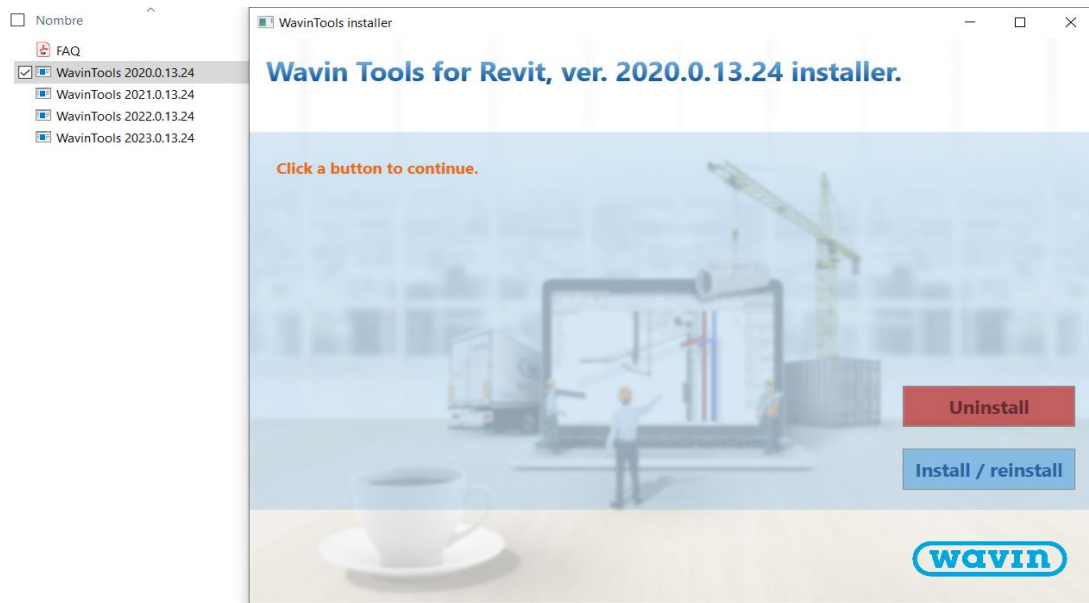 Nombre
FAQ
WavinTools 2020.0.13.24
WavinTools 2021.0.13.24
WavinTools 2022.0.13.24
WavinTools 2023.0.13.24
WavinTools installer
Wavin Tools for Revit, ver. 2020.0.13.24 installer.
Click a button to continue.
Uninstall
Install / reinstall
wavin